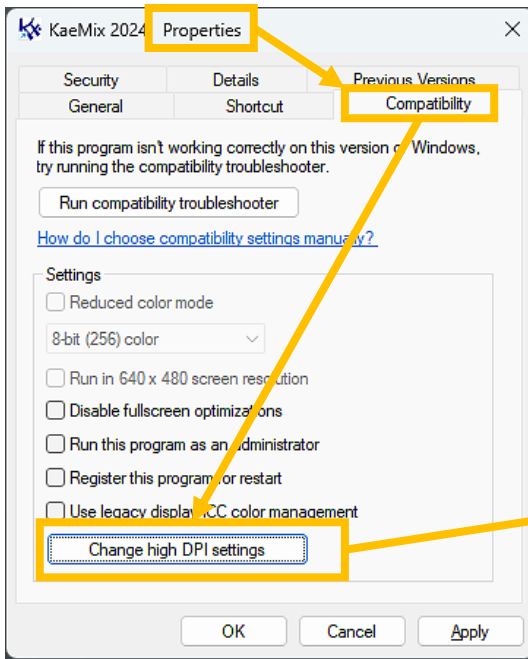 KaeMix 2024 Properties
Security Details Previous Versions
General Shortcut Compatibility
If this program isn't working correctly on this version of Windows,
try running the compatibility troubleshooter.
Run compatibility troubleshooter
How do I choose compatibility settings manually?
Settings
Reduced color mode
8-bit (256) color
Run in 640 x 480 screen resolution
Disable fullscreen optimizations
Run this program as an administrator
Register this program for restart
Use legacy display ICC color management
Change high DPI settings
OK Cancel Apply